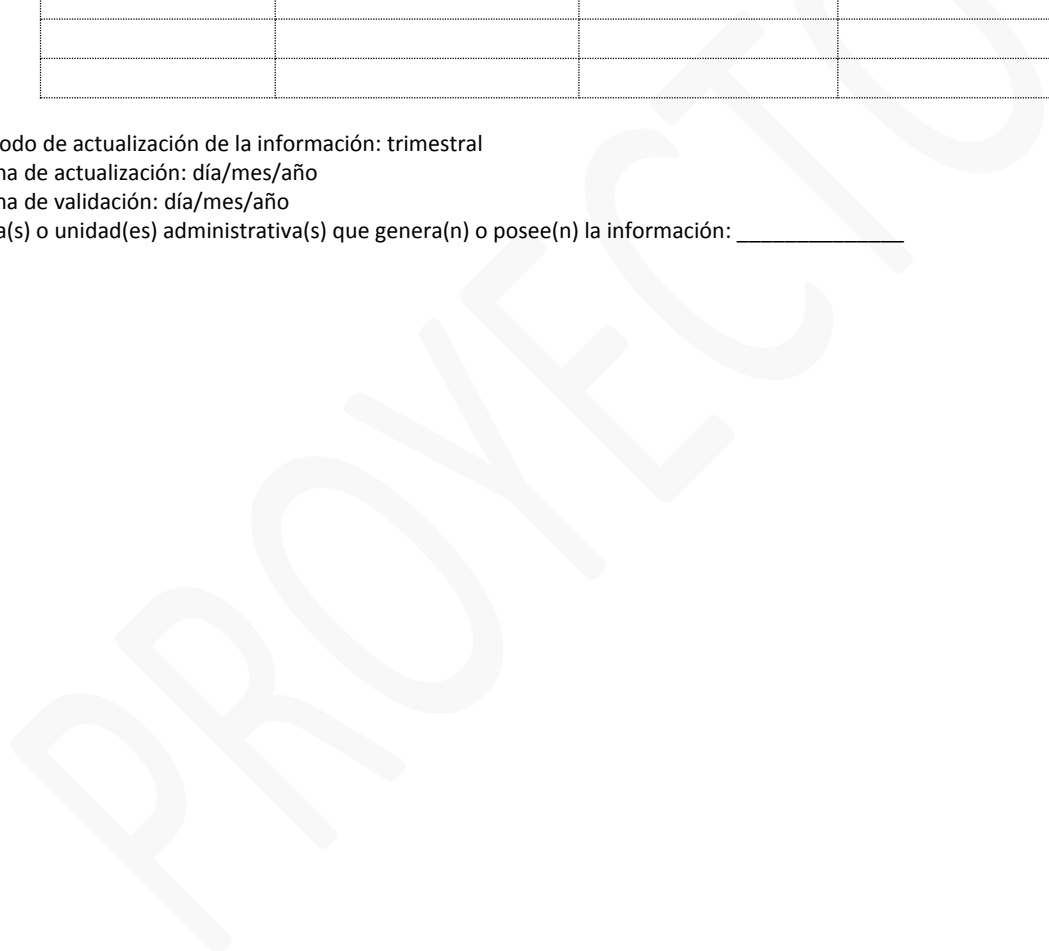 odo de actualización de la información: trimestral
na de actualización: día/mes/año
na de validación: día/mes/año
a(s) o unidad(es) administrativa(s) que genera(n) o posee(n) la información: ______________
PROYECTO